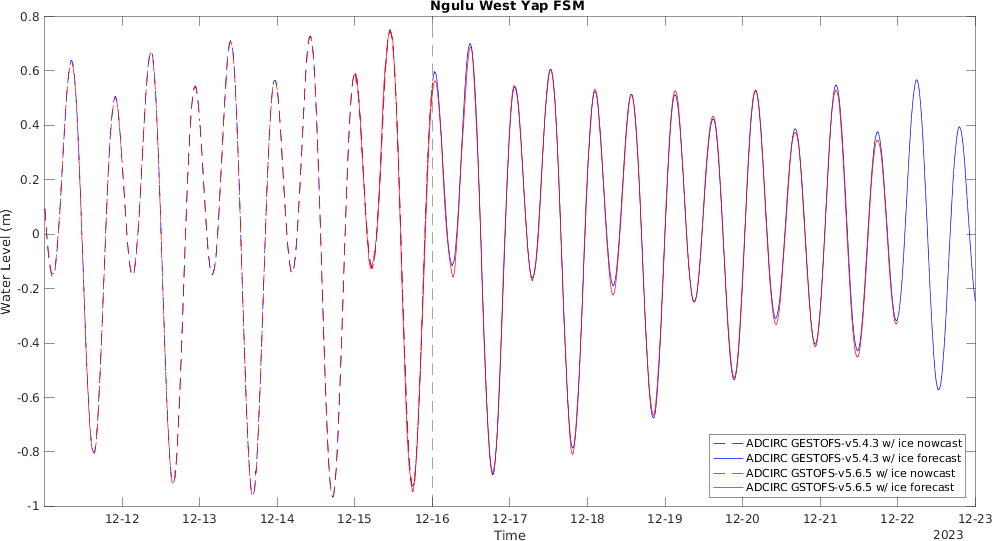 Ngulu West Yap FSM
0.8
0.6
0.4
0.2
0
-0.2
-0.4
-0.6
-0.8
-1
Water Level (m)
ADCIRC GESTOFS-v5.4.3 w/ ice nowcast
ADCIRC GESTOFS-v5.4.3 w/ ice forecast
ADCIRC GSTOFS-v5.6.5 w/ ice nowcast
ADCIRC GSTOFS-v5.6.5 w/ ice forecast
12-12 12-13 12-14 12-15 12-16 12-17 12-18 12-19 12-20 12-21 12-22 12-23
Time 2023